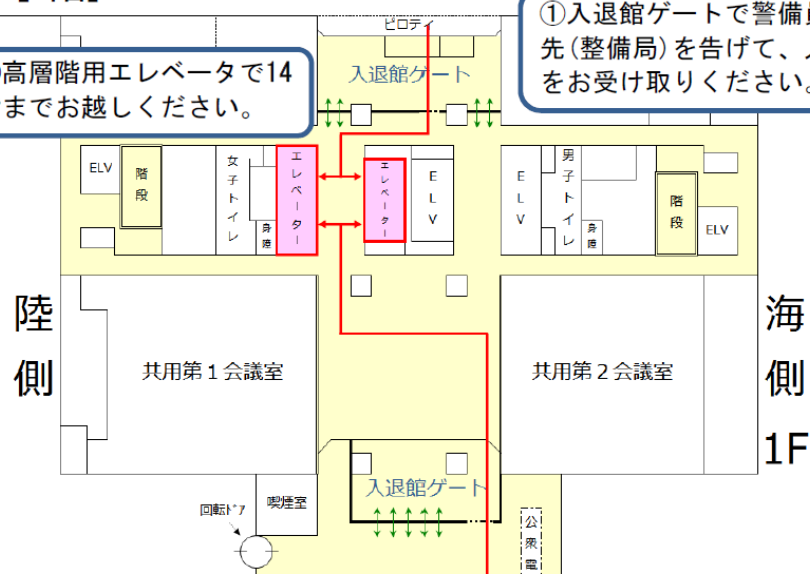 ピロティ
①入退館ゲートで警備員
先(整備局)を告げて、
をお受け取りください。
高層階用エレベータで14
までお越しください。
入退館ゲート
ELV
階段
女子トイレ
身障
エレベーター
エレベーター
ELV
ELV
男子トイレ
身障
階段
ELV
陸側
海側
共用第1会議室
共用第2会議室
1F
入退館ゲート
回転ドア
喫煙室
公衆電